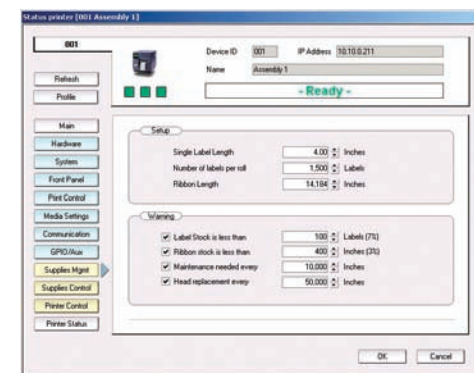 Status printer [001 Assembly 1]
001
Device ID 001 IP Address 10.10.0.211
Name Assembly 1
- Ready -
Refresh
Profile
Main
Hardware
System
Front Panel
Print Control
Media Settings
Communication
GPIO/Aux
Supplies Mgmt
Supplies Control
Printer Control
Printer Status
Setup
Single Label Length 4.00 Inches
Number of labels per roll 1,500 Labels
Ribbon Length 14,184 Inches
Warning
Label Stock is less than 100 Labels (7%)
Ribbon stock is less than 400 Inches (3%)
Maintenance needed every 10,000 Inches
Head replacement every 50,000 Inches
OK Cancel